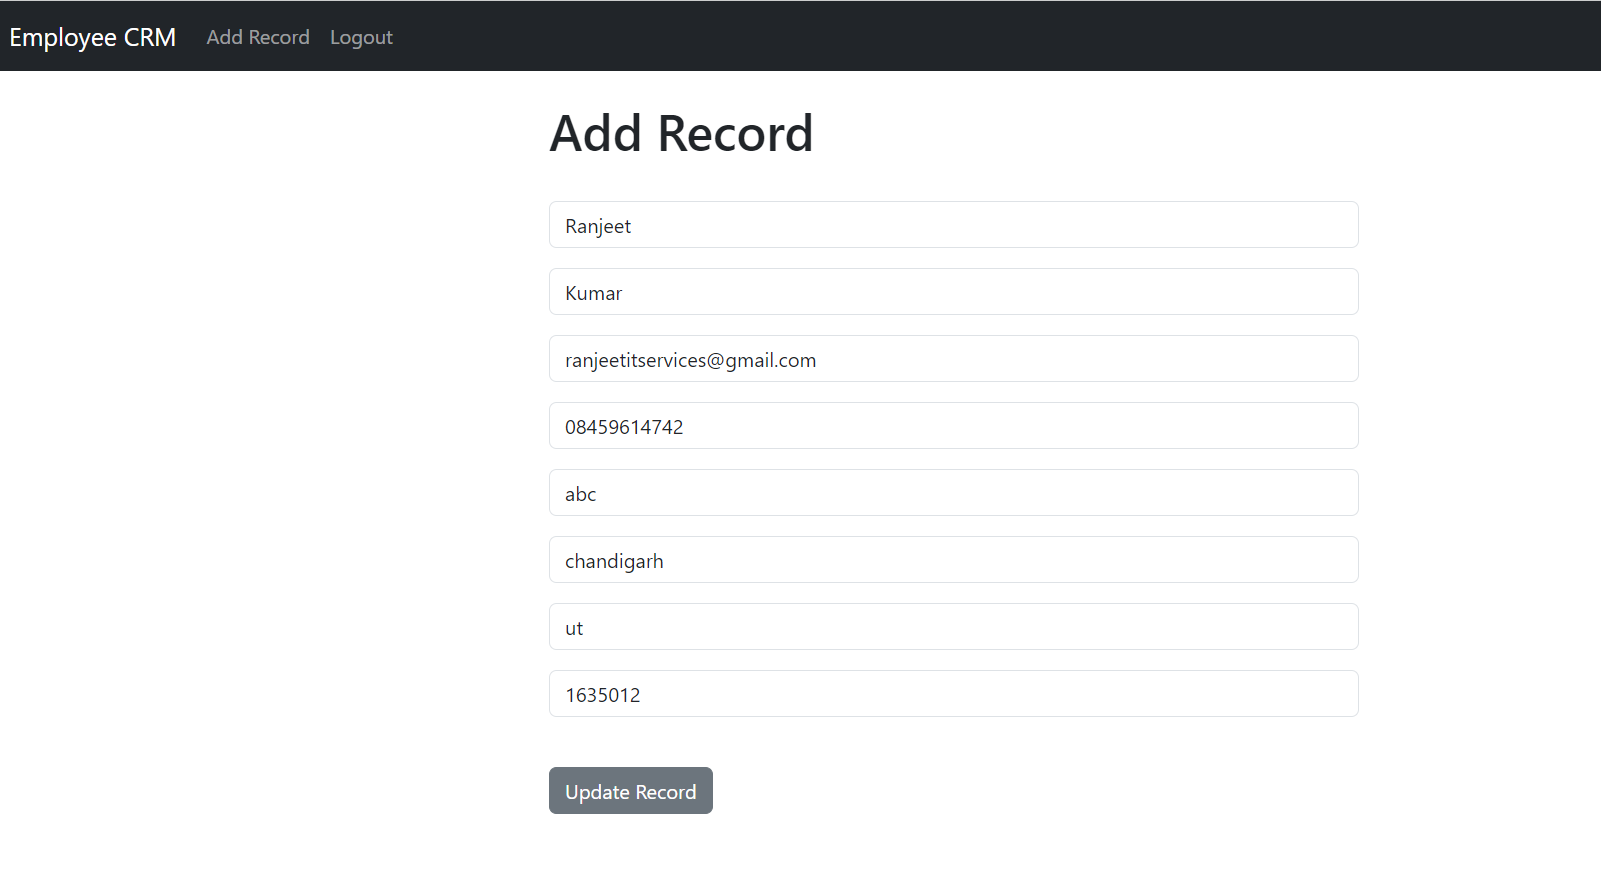 Employee CRM Add Record Logout
Add Record
Ranjeet
Kumar
ranjeetitservices@gmail.com
08459614742
abc
chandigarh
ut
1635012
Update Record